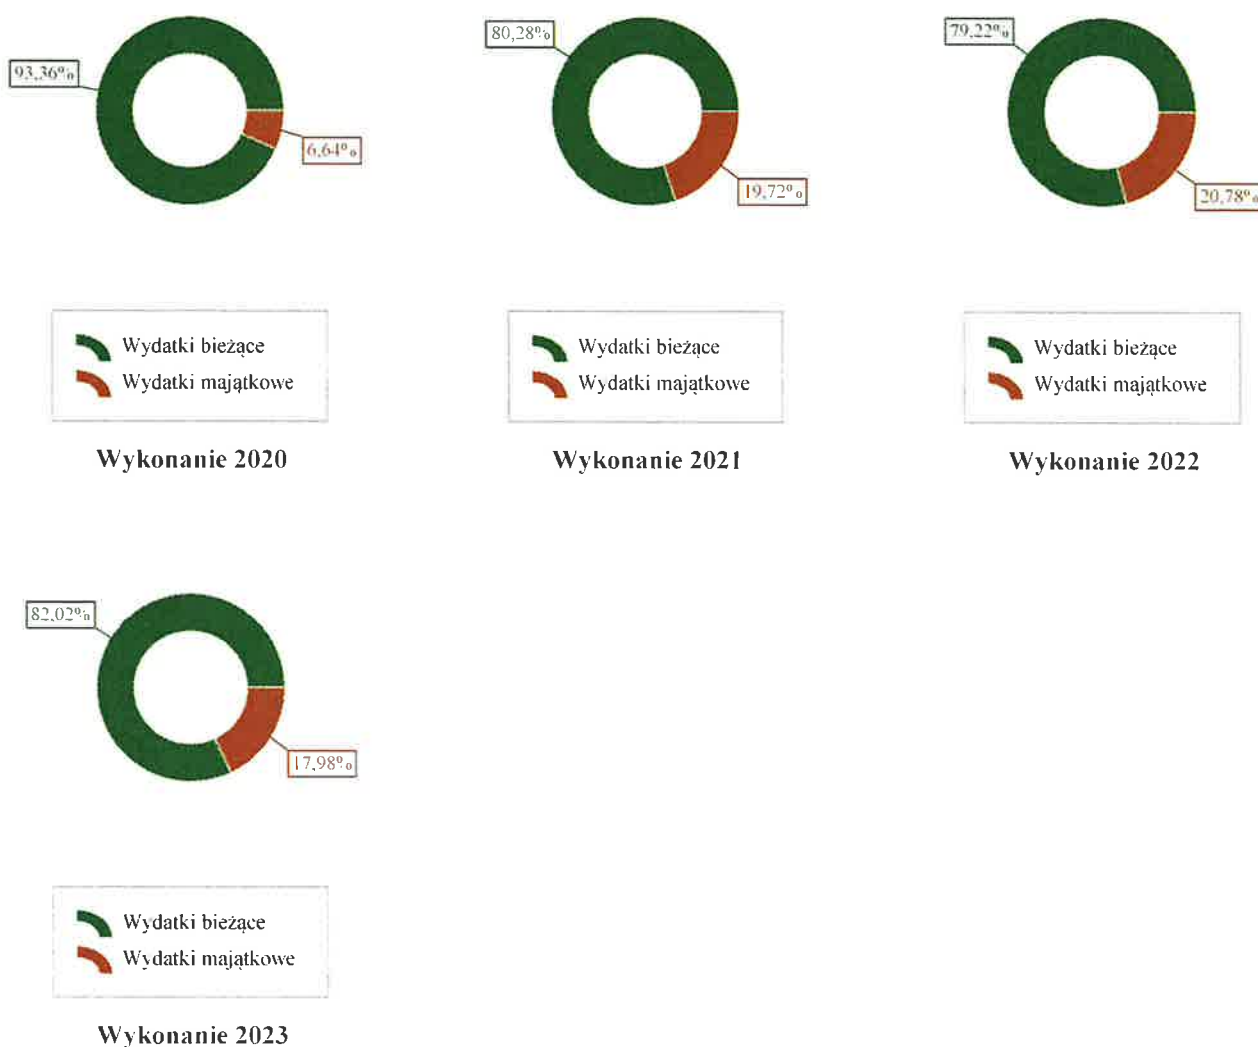 93,36%
6,64%
Wydatki bieżące
Wydatki majątkowe
Wykonanie 2020
80,28%
19,72%
Wydatki bieżące
Wydatki majątkowe
Wykonanie 2021
79,22%
20,78%
Wydatki bieżące
Wydatki majątkowe
Wykonanie 2022
82,02%
17,98%
Wydatki bieżące
Wydatki majątkowe
Wykonanie 2023